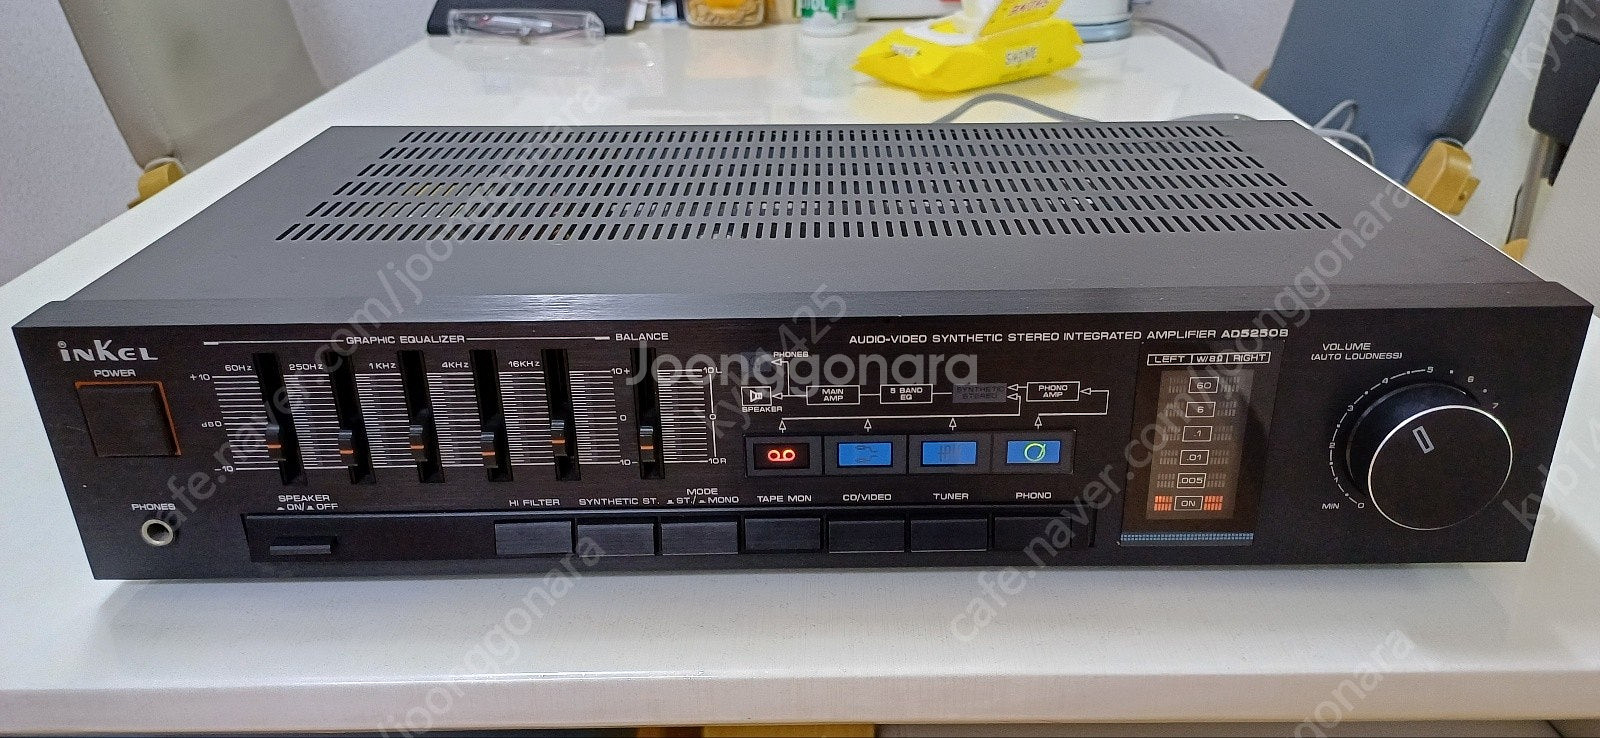 iNKEL
POWER
PHONES
GRAPHIC EQUALIZER
BALANCE
60Hz 250Hz 1KHz 4KHz 16KHz
+10 10+ 10L
dB0 0 0
-10 10- 10R
SPEAKER
ON/ OFF
HI FILTER
SYNTHETIC ST.
MODE
ST./ MONO
TAPE MON
CD/VIDEO
TUNER
PHONO
AUDIO-VIDEO SYNTHETIC STEREO INTEGRATED AMPLIFIER AD5250B
PHONES
SPEAKER
MAIN AMP
5 BAND EQ
SYNTHETIC STEREO
PHONO AMP
LEFT W/8Ω RIGHT
60
6
.1
.01
.005
ON
VOLUME
(AUTO LOUDNESS)
MIN 0 1 2 3 4 5 6 7
Joonggonara
cafe.naver.com/joonggonara
kyb1425